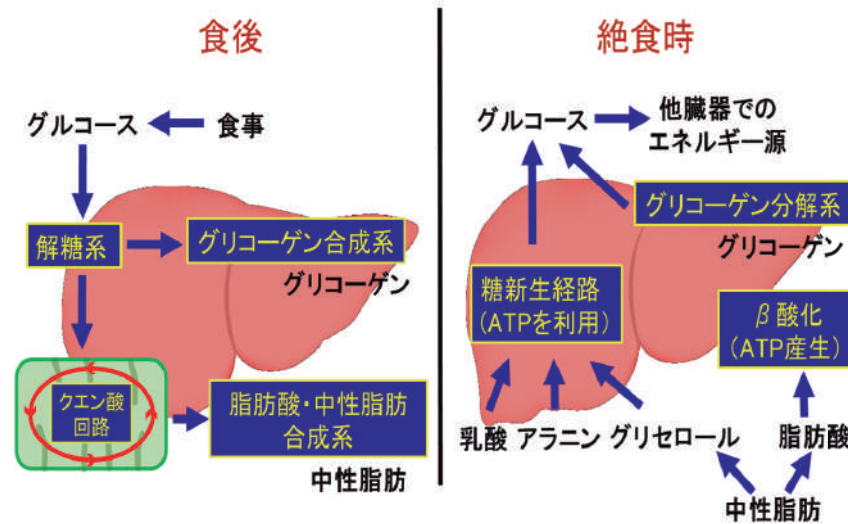 食後
グルコース
食事
解糖系
グリコーゲン合成系
グリコーゲン
クエン酸
回路
脂肪酸・中性脂肪
合成系
中性脂肪
絶食時
グルコース
他臓器での
エネルギー源
グリコーゲン分解系
グリコーゲン
糖新生経路
(ATPを利用)
β酸化
(ATP産生)
乳酸 アラニン グリセロール
脂肪酸
中性脂肪